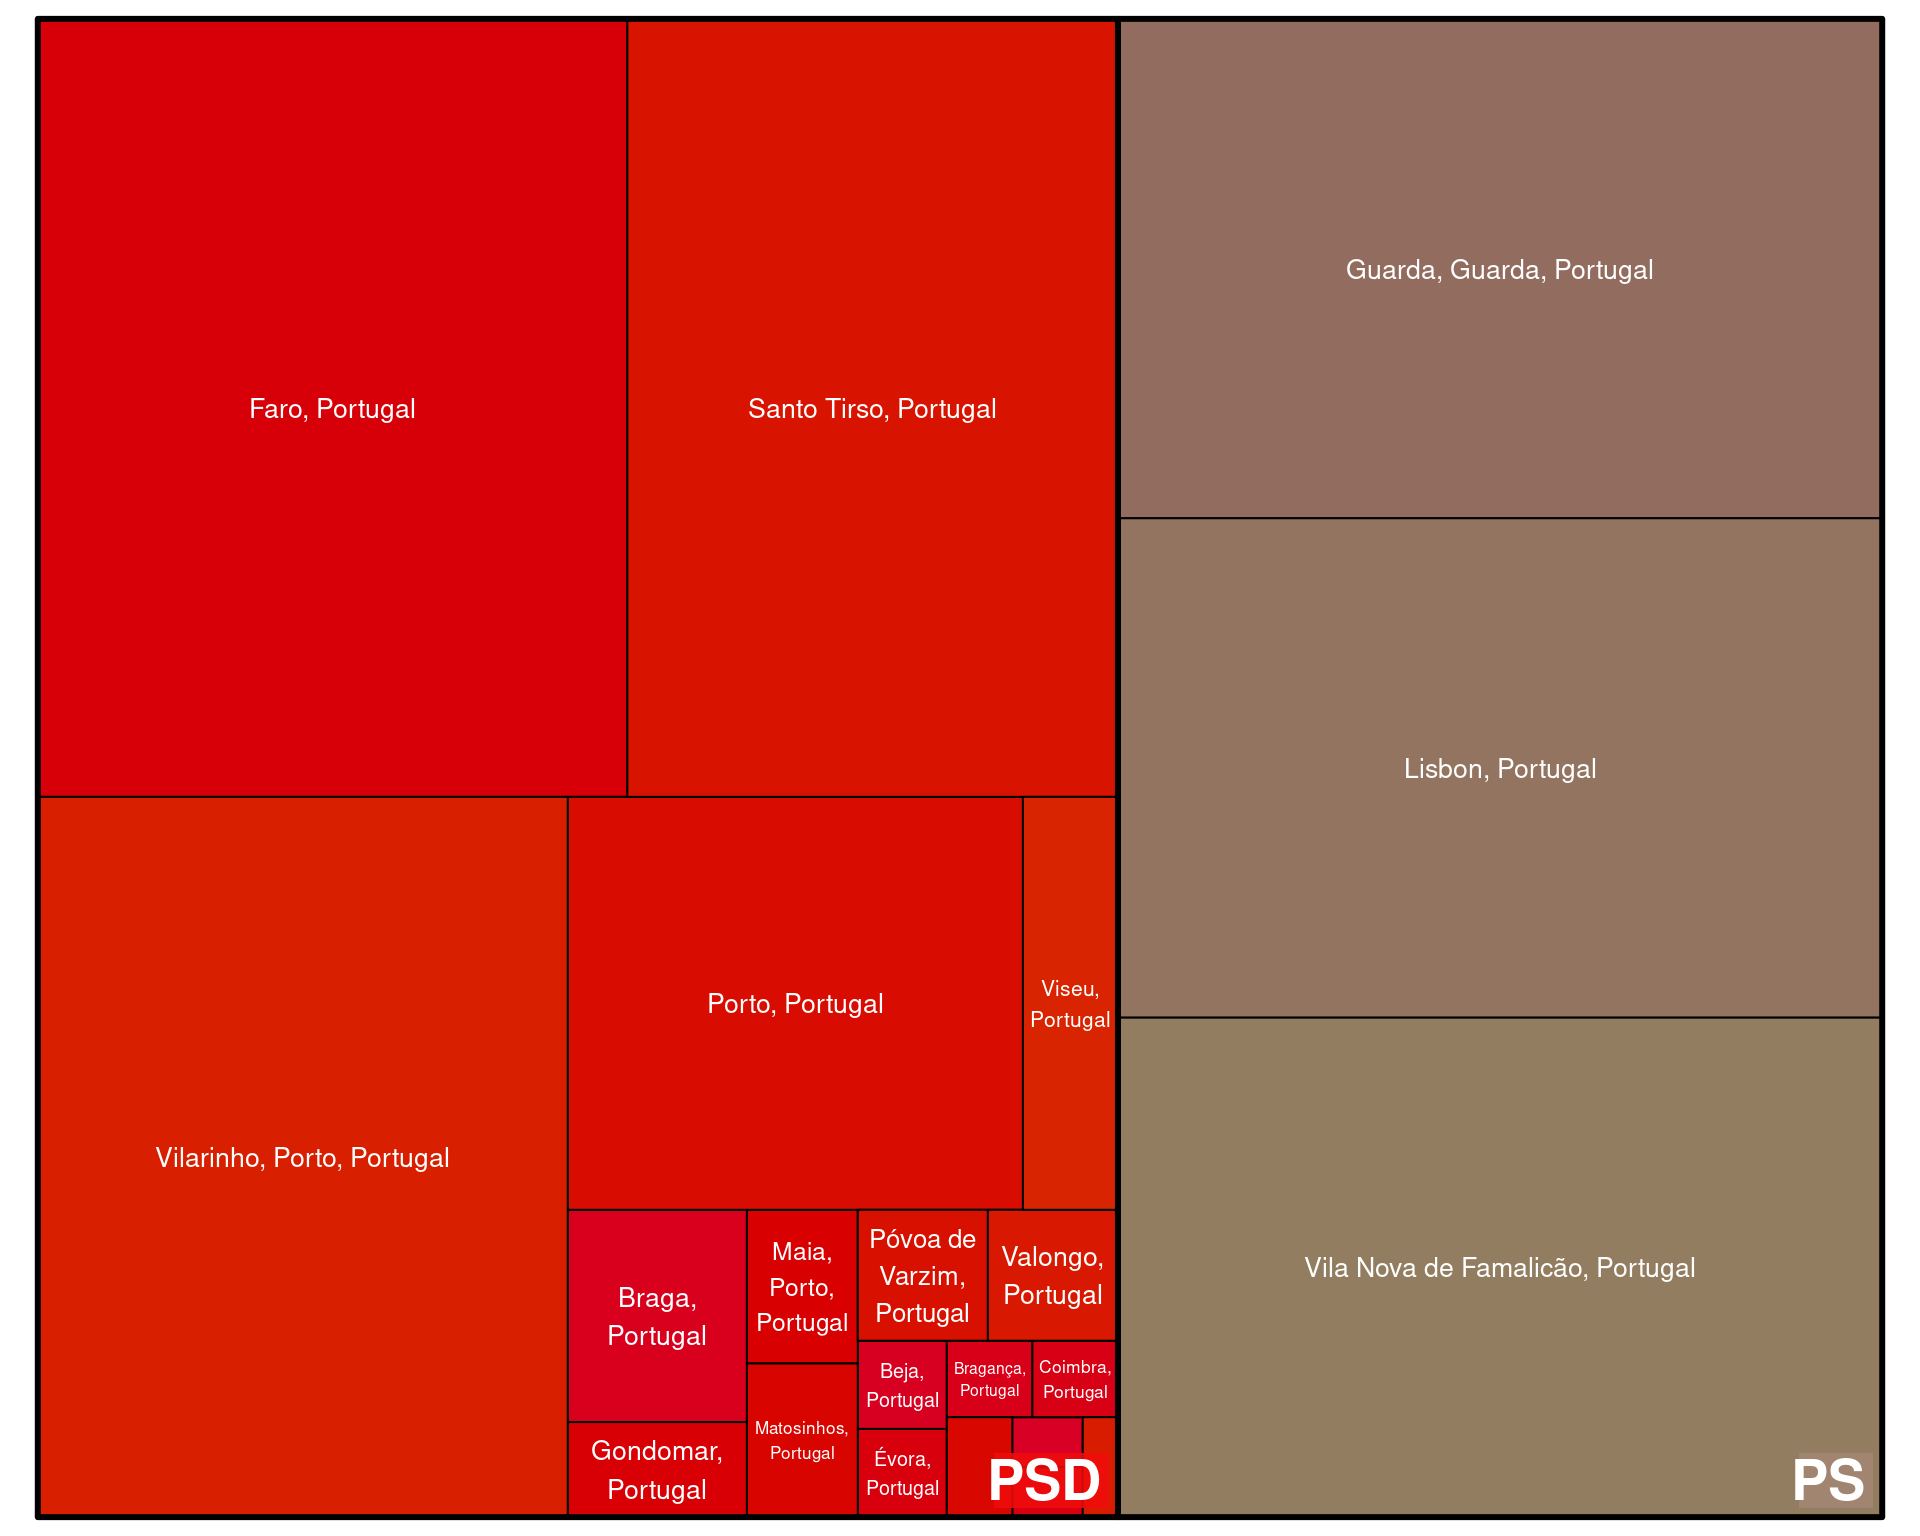 Faro, Portugal
Santo Tirso, Portugal
Guarda, Guarda, Portugal
Lisbon, Portugal
Vilarinho, Porto, Portugal
Porto, Portugal
Viseu,
Portugal
Braga,
Portugal
Maia,
Porto,
Portugal
Póvoa de
Varzim,
Portugal
Valongo,
Portugal
Gondomar,
Portugal
Matosinhos,
Portugal
Beja,
Portugal
Bragança,
Portugal
Coimbra,
Portugal
Évora,
Portugal
PSD
Vila Nova de Famalicão, Portugal
PS